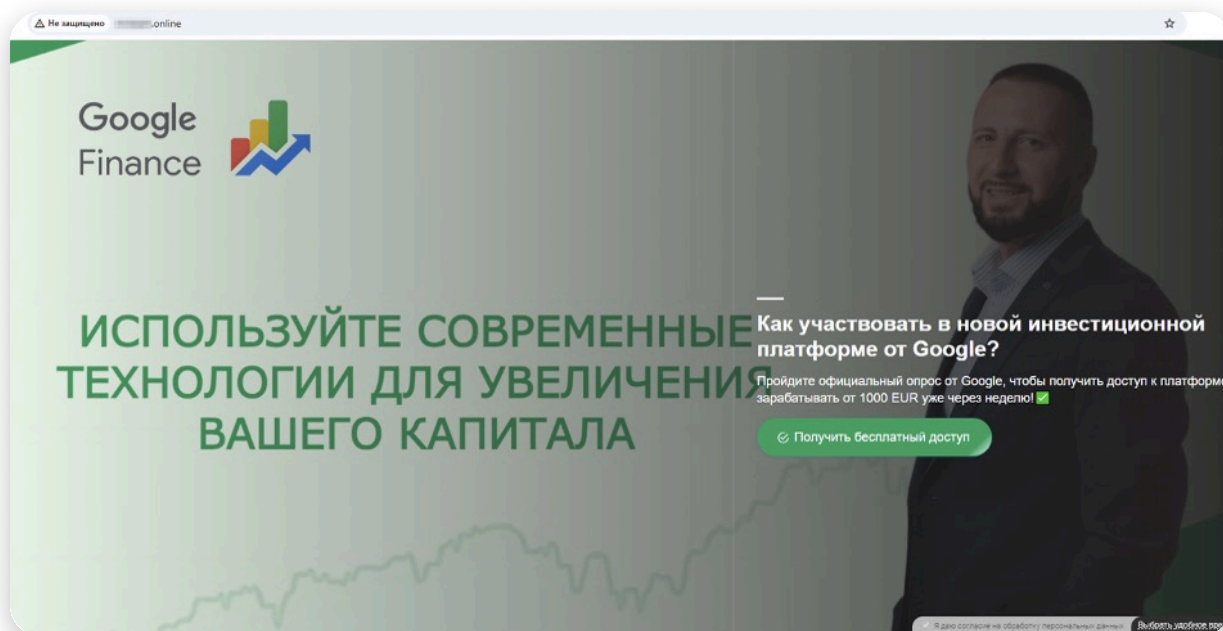 Не защищено .online
Google
Finance
ИСПОЛЬЗУЙТЕ СОВРЕМЕННЫЕ
ТЕХНОЛОГИИ ДЛЯ УВЕЛИЧЕНИЯ
ВАШЕГО КАПИТАЛА
Как участвовать в новой инвестиционной
платформе от Google?
Пройдите официальный опрос от Google, чтобы получить доступ к платформе
зарабатывать от 1000 EUR уже через неделю! ✅
Получить бесплатный доступ
Я даю согласие на обработку персональных данных
Выбрать удобное вре